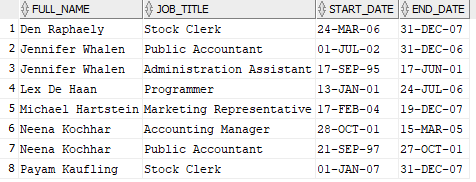 FULL_NAME JOB_TITLE START_DATE END_DATE
1 Den Raphaely Stock Clerk 24-MAR-06 31-DEC-07
2 Jennifer Whalen Public Accountant 01-JUL-02 31-DEC-06
3 Jennifer Whalen Administration Assistant 17-SEP-95 17-JUN-01
4 Lex De Haan Programmer 13-JAN-01 24-JUL-06
5 Michael Hartstein Marketing Representative 17-FEB-04 19-DEC-07
6 Neena Kochhar Accounting Manager 28-OCT-01 15-MAR-05
7 Neena Kochhar Public Accountant 21-SEP-97 27-OCT-01
8 Payam Kaufling Stock Clerk 01-JAN-07 31-DEC-07